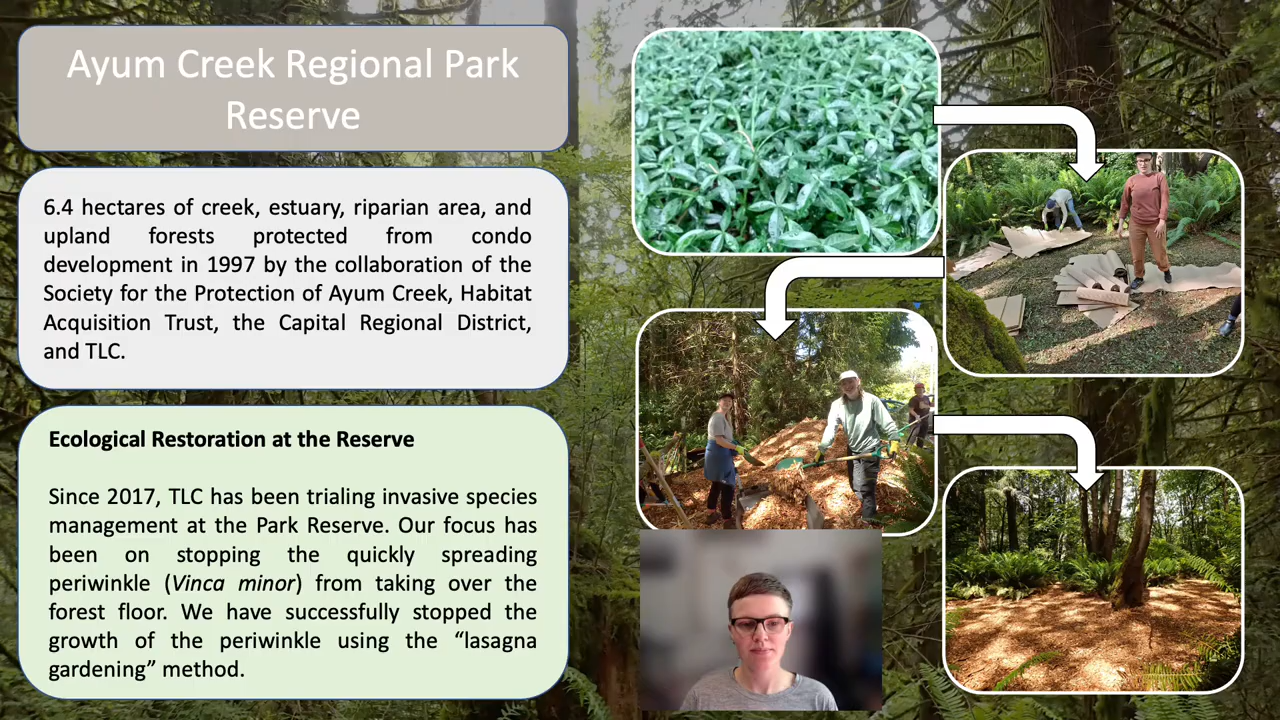 Ayum Creek Regional Park
Reserve
6.4 hectares of creek, estuary, riparian area, and
upland forests protected from condo
development in 1997 by the collaboration of the
Society for the Protection of Ayum Creek, Habitat
Acquisition Trust, the Capital Regional District,
and TLC.
Ecological Restoration at the Reserve
Since 2017, TLC has been trialing invasive species
management at the Park Reserve. Our focus has
been on stopping the quickly spreading
periwinkle (Vinca minor) from taking over the
forest floor. We have successfully stopped the
growth of the periwinkle using the “lasagna
gardening” method.